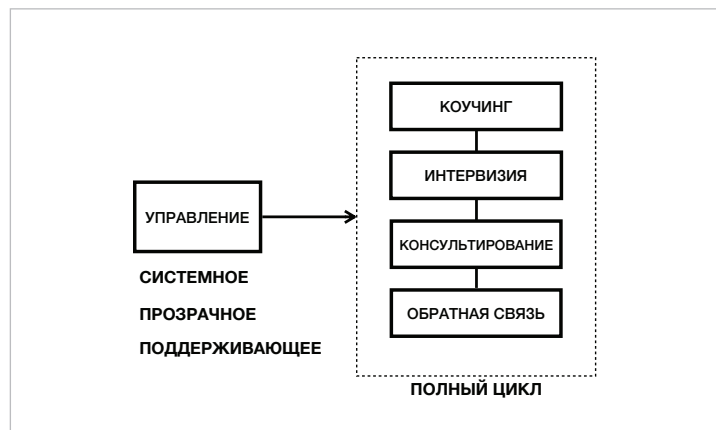 КОУЧИНГ
ИНТЕРВИЗИЯ
УПРАВЛЕНИЕ
КОНСУЛЬТИРОВАНИЕ
СИСТЕМНОЕ
ПРОЗРАЧНОЕ
ОБРАТНАЯ СВЯЗЬ
ПОДДЕРЖИВАЮЩЕЕ
ПОЛНЫЙ ЦИКЛ